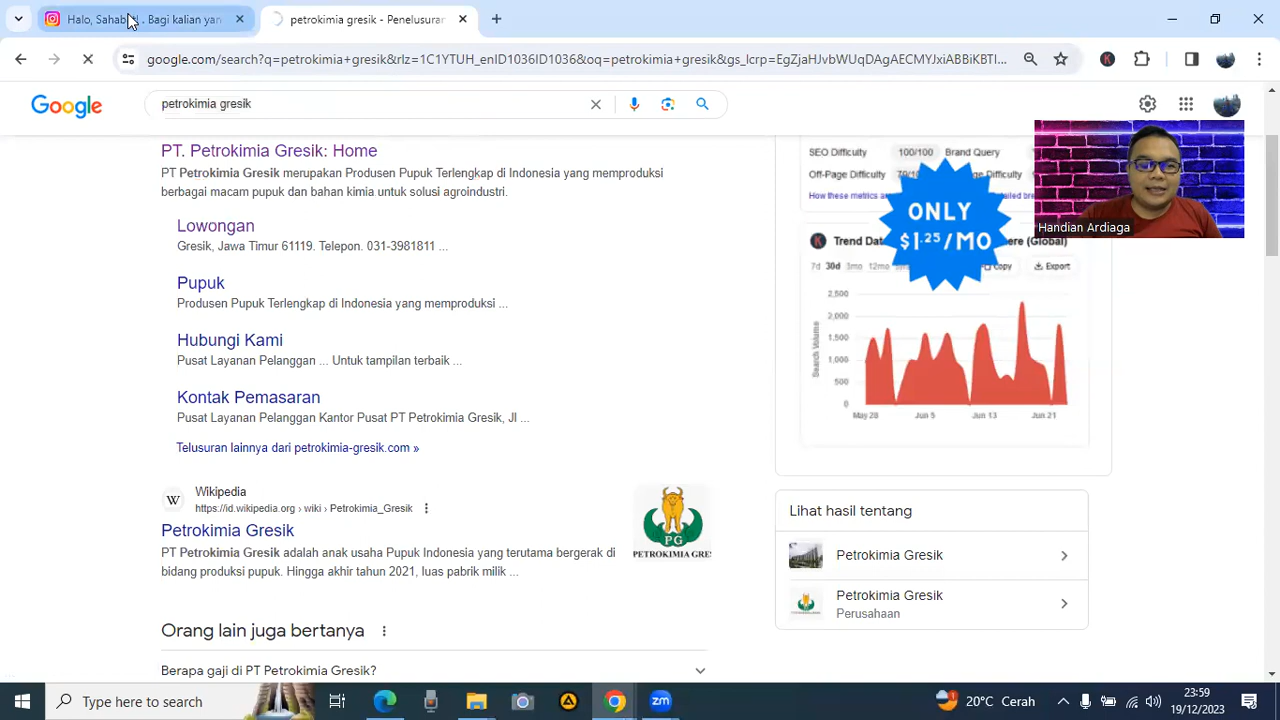 Halo, Sahabat . Bagi kalian yan
petrokimia gresik - Penelusuran
google.com/search?q=petrokimia+gresik&rlz=1C1YTUH_enID1036ID1036&oq=petrokimia+gresik&gs_lcrp=EgZjaHJvbWUqDAgAECMYJxiABBiKBTI...
Google
petrokimia gresik
PT. Petrokimia Gresik: Home
PT Petrokimia Gresik merupakan Produsen Pupuk Terlengkap di Indonesia yang memproduksi
berbagai macam pupuk dan bahan kimia untuk solusi agroindustri.
Lowongan
Gresik, Jawa Timur 61119. Telepon. 031-3981811 ...
Pupuk
Produsen Pupuk Terlengkap di Indonesia yang memproduksi ...
Hubungi Kami
Pusat Layanan Pelanggan ... Untuk tampilan terbaik ...
Kontak Pemasaran
Pusat Layanan Pelanggan Kantor Pusat PT Petrokimia Gresik, Jl ...
Telusuran lainnya dari petrokimia-gresik.com »
W
Wikipedia
https://id.wikipedia.org › wiki › Petrokimia_Gresik
Petrokimia Gresik
PT Petrokimia Gresik adalah anak usaha Pupuk Indonesia yang terutama bergerak di
bidang produksi pupuk. Hingga akhir tahun 2021, luas pabrik milik ...
PG
PETROKIMIA GRES
Orang lain juga bertanya
Berapa gaji di PT Petrokimia Gresik?
SEO Difficulty 100/100 Brand Query
Off-Page Difficulty
How these metrics a
ONLY
$1.25/MO
K
Trend Dat
ere (Global)
7d 30d 3mo 12mo
Copy Export
Search Volume
2,500
2,000
1,500
1,000
500
0
May 28 Jun 5 Jun 13 Jun 21
Handian Ardiaga
Lihat hasil tentang
Petrokimia Gresik
Petrokimia Gresik
Perusahaan
Type here to search
zm
20°C Cerah
23:59
19/12/2023